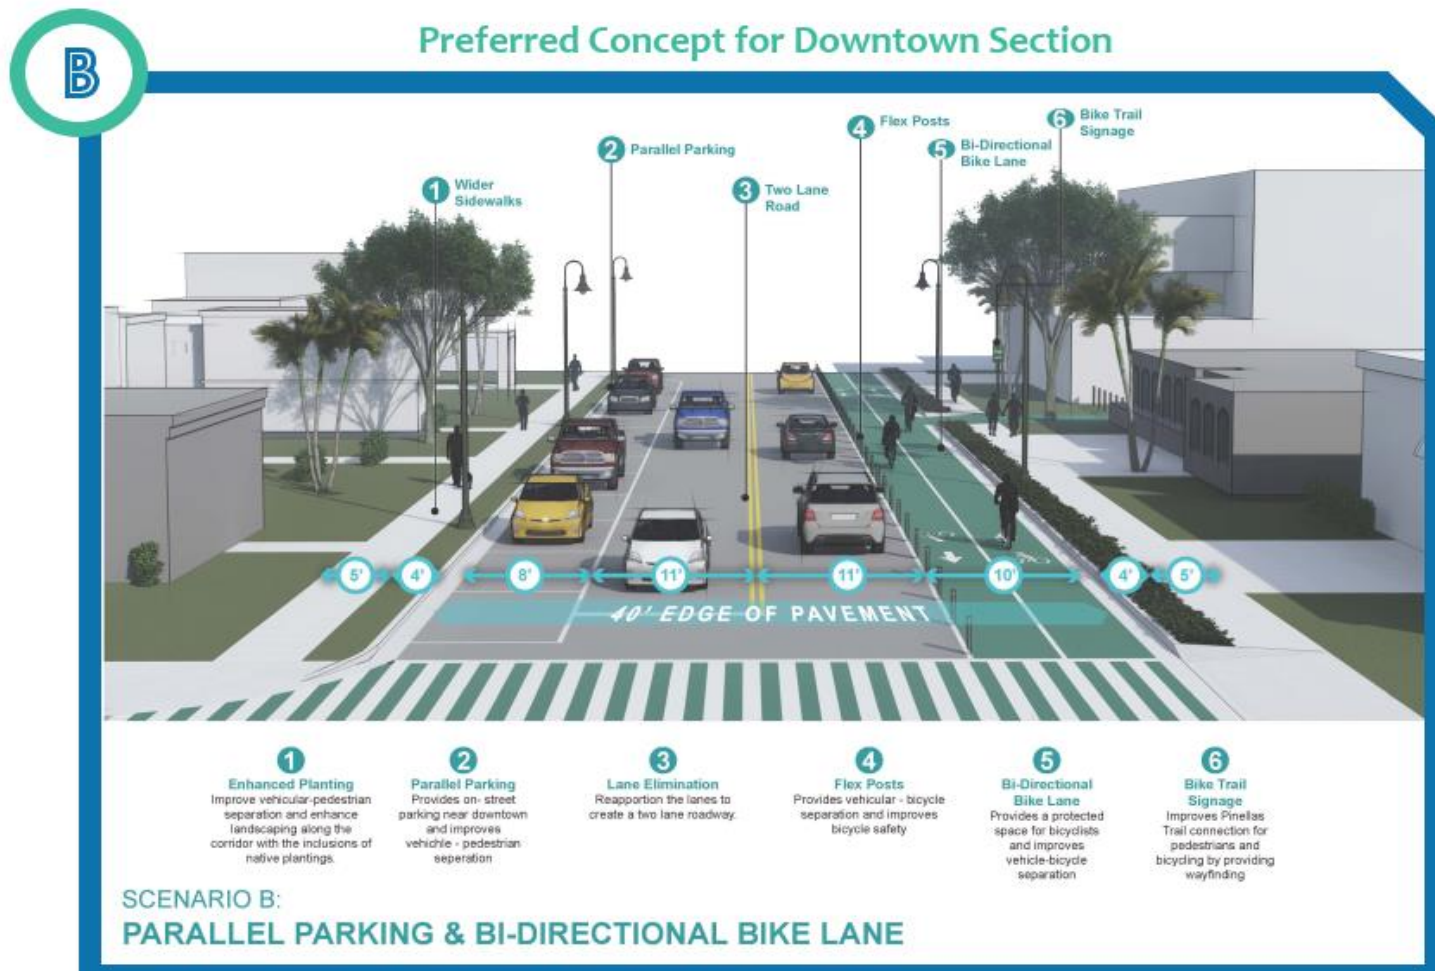 B
Preferred Concept for Downtown Section
1 Wider
Sidewalks
2 Parallel Parking
3 Two Lane
Road
4 Flex Posts
5 Bi-Directional
Bike Lane
6 Bike Trail
Signage
5' 4' 8' 11' 11' 10' 4' 5'
40' EDGE OF PAVEMENT
1
Enhanced Planting
Improve vehicular-pedestrian
separation and enhance
landscaping along the
corridor with the inclusions of
native plantings.
2
Parallel Parking
Provides on- street
parking near downtown
and improves
vehichle - pedestrian
seperation
3
Lane Elimination
Reapportion the lanes to
create a two lane roadway.
4
Flex Posts
Provides vehicular - bicycle
separation and improves
bicycle safety
5
Bi-Directional
Bike Lane
Provides a protected
space for bicyclists
and improves
vehicle-bicycle
separation
6
Bike Trail
Signage
Improves Pinellas
Trail connection for
pedestrians and
bicycling by providing
wayfinding
SCENARIO B:
PARALLEL PARKING & BI-DIRECTIONAL BIKE LANE